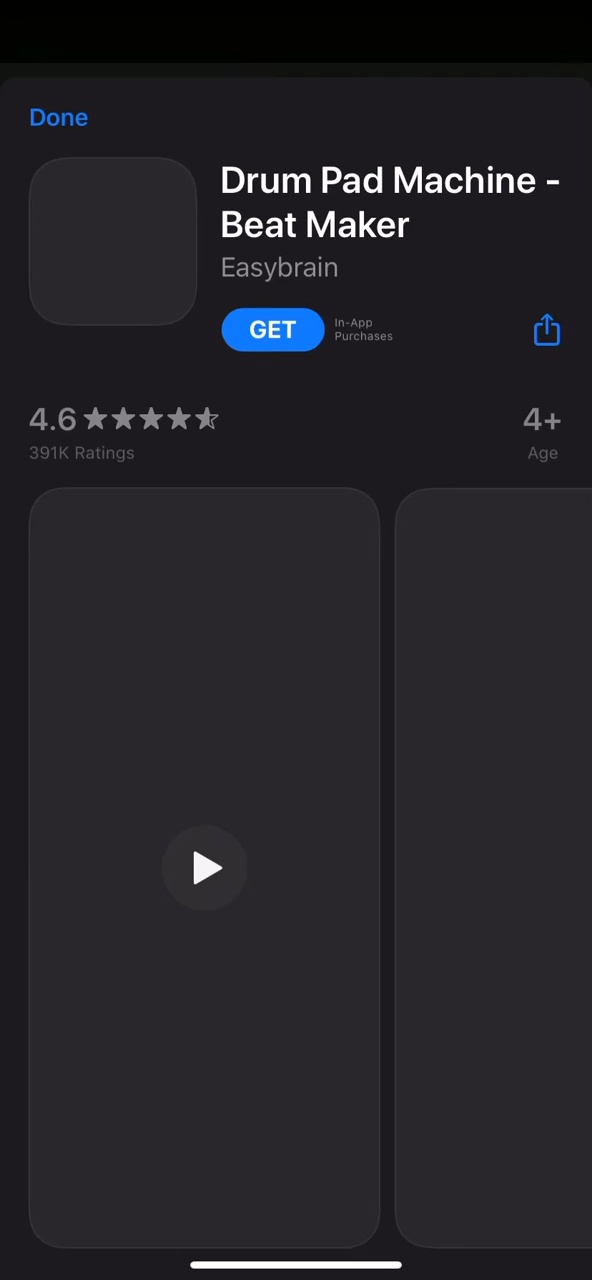 Done
Drum Pad Machine -
Beat Maker
Easybrain
GET
In-App
Purchases
4.6
4+
391K Ratings
Age